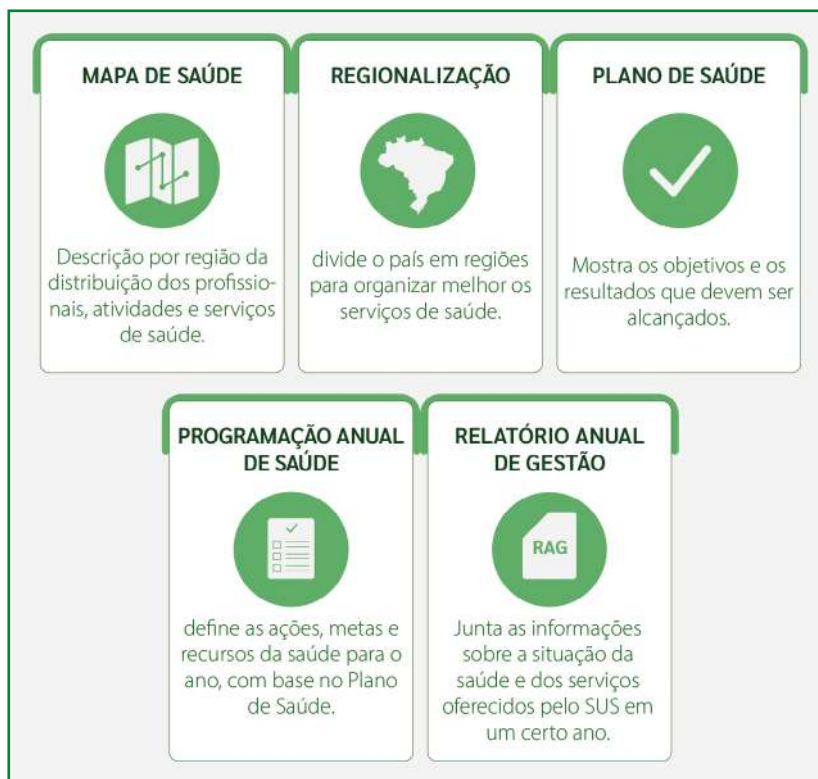 MAPA DE SAÚDE
Descrição por região da
distribuição dos profissio-
nais, atividades e serviços
de saúde.
REGIONALIZAÇÃO
divide o país em regiões
para organizar melhor os
serviços de saúde.
PLANO DE SAÚDE
Mostra os objetivos e os
resultados que devem ser
alcançados.
PROGRAMAÇÃO ANUAL
DE SAÚDE
define as ações, metas e
recursos da saúde para o
ano, com base no Plano
de Saúde.
RELATÓRIO ANUAL
DE GESTÃO
RAG
Junta as informações
sobre a situação da
saúde e dos serviços
oferecidos pelo SUS em
um certo ano.